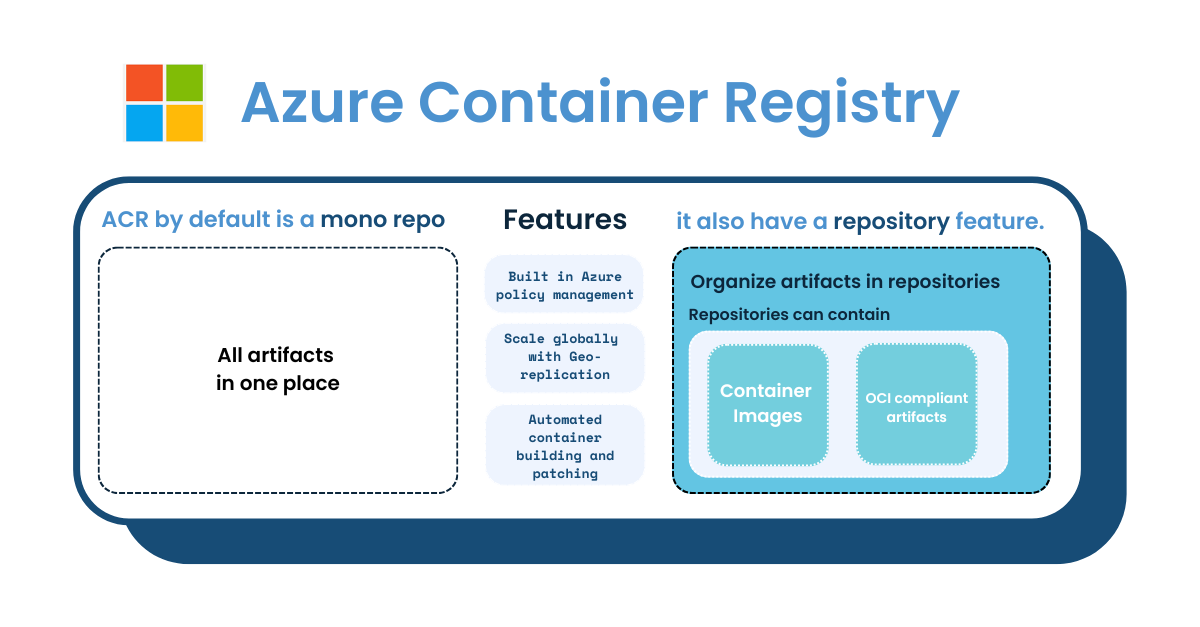 Azure Container Registry
ACR by default is a mono repo
All artifacts
in one place
Features
Built in Azure
policy management
Scale globally
with Geo-
replication
Automated
container
building and
patching
it also have a repository feature.
Organize artifacts in repositories
Repositories can contain
Container
Images
OCI compliant
artifacts